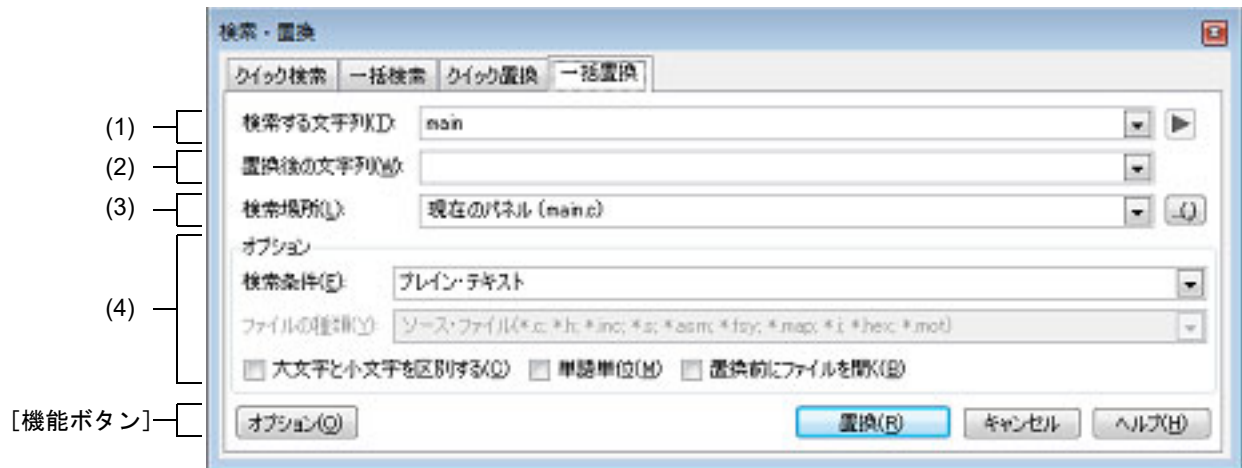 検索・置換
クイック検索 一括検索 クイック置換 一括置換
(1) 検索する文字列(I): main
(2) 置換後の文字列(W):
(3) 検索場所(L): 現在のパネル (main.c) ...(.)
オプション
(4) 検索条件(E): プレイン・テキスト
ファイルの種類(Y): ソース・ファイル(*.c; *.h; *.inc; *.s; *.asm; *.fsy; *.map; *.i; *.hex; *.mot)
大文字と小文字を区別する(C) 単語単位(M) 置換前にファイルを開く(B)
[機能ボタン] オプション(O) 置換(R) キャンセル ヘルプ(H)